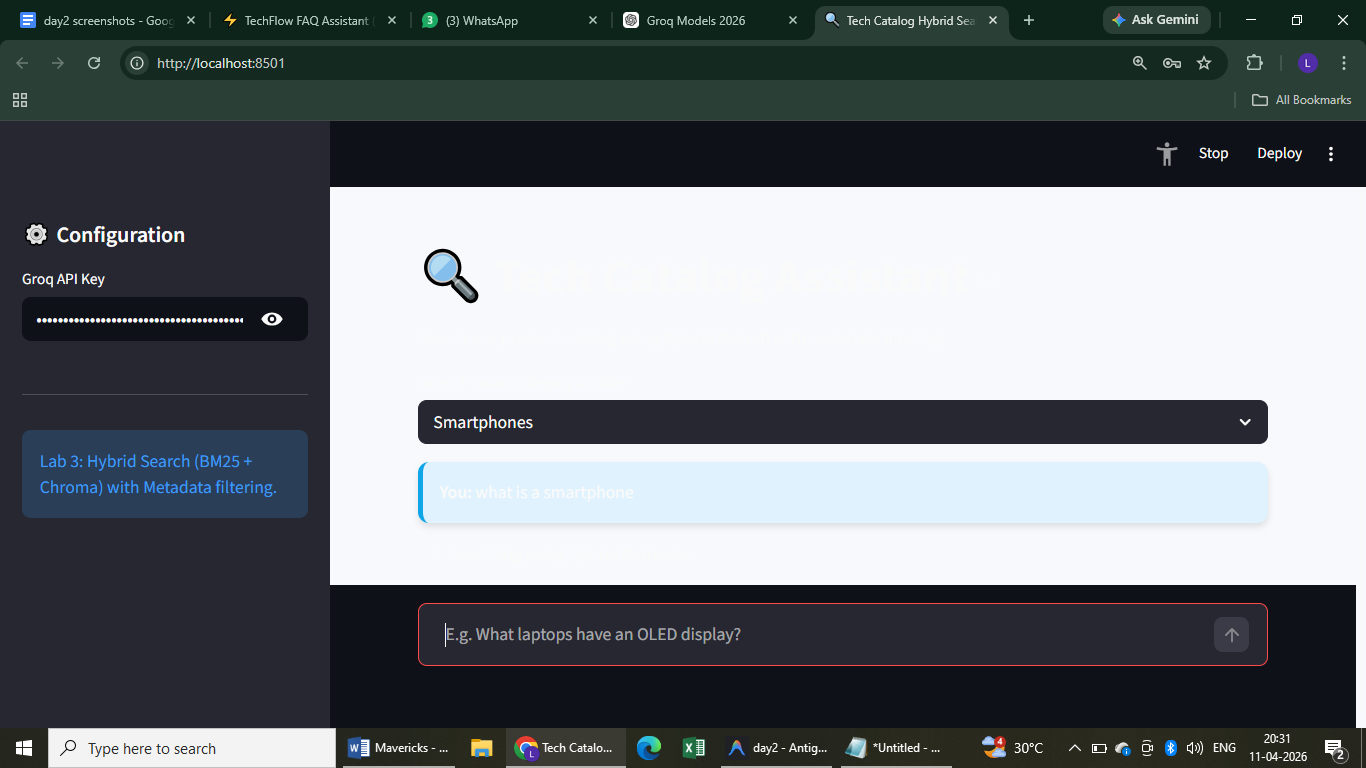 day2 screenshots - Goog
TechFlow FAQ Assistant (
3
(3) WhatsApp
Groq Models 2026
Tech Catalog Hybrid Sea
Ask Gemini
http://localhost:8501
L
All Bookmarks
Stop
Deploy
Configuration
Groq API Key
Tech Catalog Assistant
Smartphones
You: what is a smartphone
Lab 3: Hybrid Search (BM25 +
Chroma) with Metadata filtering.
E.g. What laptops have an OLED display?
Type here to search
Mavericks - ...
Tech Catalo...
day2 - Antig...
*Untitled - ...
4
30°C
ENG
20:31
11-04-2026
2